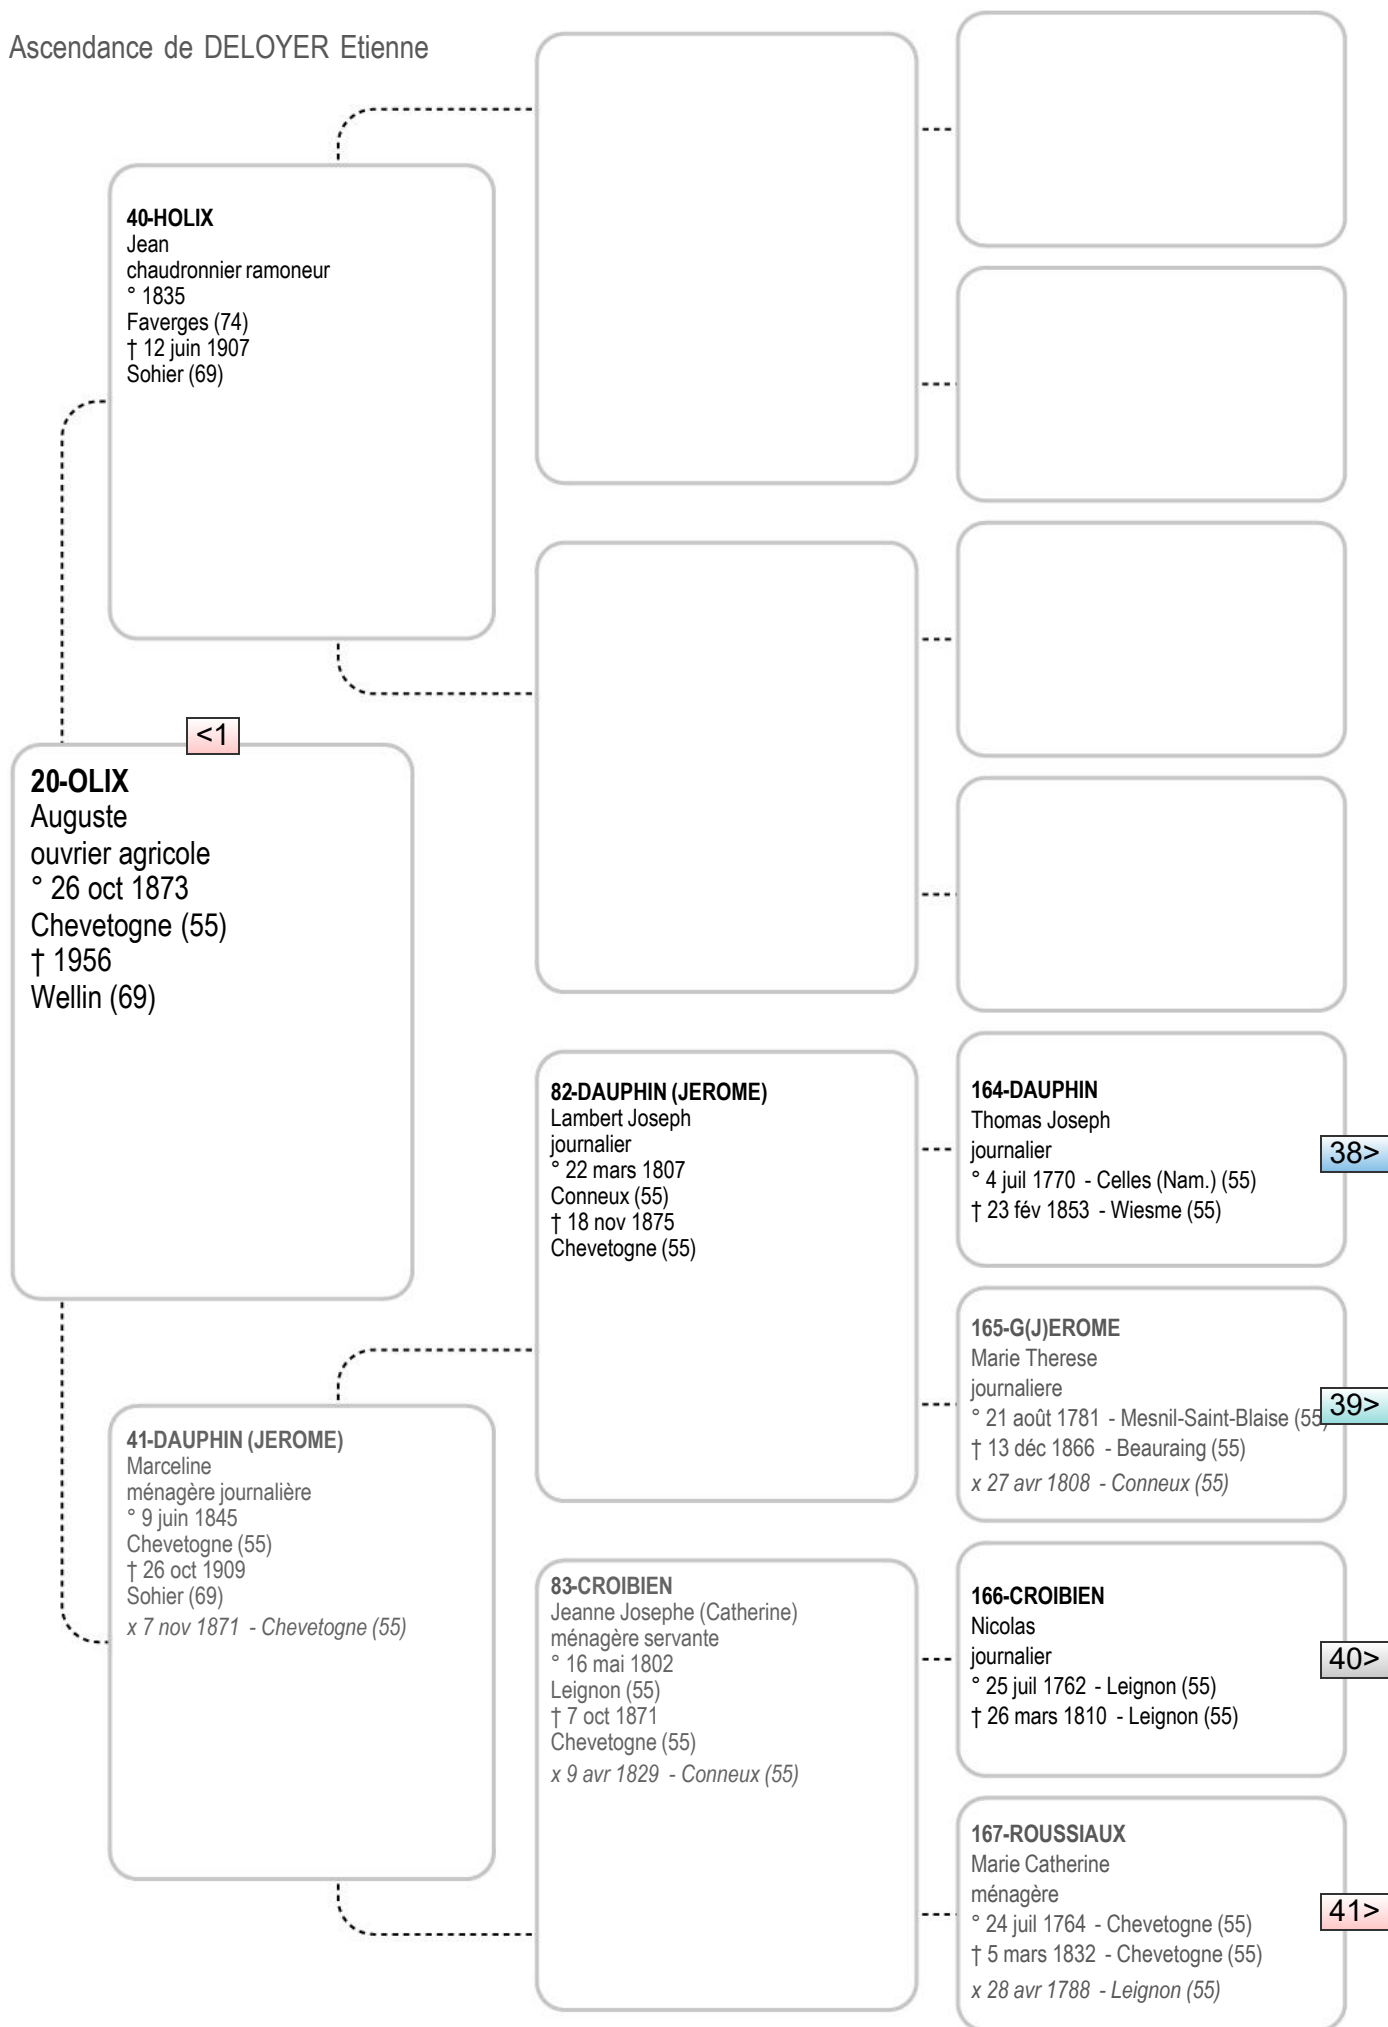 Ascendance de DELOYER Etienne
40-HOLIX
Jean
chaudronnier ramoneur
° 1835
Faverges (74)
† 12 juin 1907
Sohier (69)
<1
20-OLIX
Auguste
ouvrier agricole
° 26 oct 1873
Chevetogne (55)
† 1956
Wellin (69)
41-DAUPHIN (JEROME)
Marceline
ménagère journalière
° 9 juin 1845
Chevetogne (55)
† 26 oct 1909
Sohier (69)
x 7 nov 1871 - Chevetogne (55)
82-DAUPHIN (JEROME)
Lambert Joseph
journalier
° 22 mars 1807
Conneux (55)
† 18 nov 1875
Chevetogne (55)
83-CROIBIEN
Jeanne Josephe (Catherine)
ménagère servante
° 16 mai 1802
Leignon (55)
† 7 oct 1871
Chevetogne (55)
x 9 avr 1829 - Conneux (55)
164-DAUPHIN
Thomas Joseph
journalier
° 4 juil 1770 - Celles (Nam.) (55)
† 23 fév 1853 - Wiesme (55)
38>
165-G(J)EROME
Marie Therese
journaliere
° 21 août 1781 - Mesnil-Saint-Blaise (55)
† 13 déc 1866 - Beauraing (55)
x 27 avr 1808 - Conneux (55)
39>
166-CROIBIEN
Nicolas
journalier
° 25 juil 1762 - Leignon (55)
† 26 mars 1810 - Leignon (55)
40>
167-ROUSSIAUX
Marie Catherine
ménagère
° 24 juil 1764 - Chevetogne (55)
† 5 mars 1832 - Chevetogne (55)
x 28 avr 1788 - Leignon (55)
41>